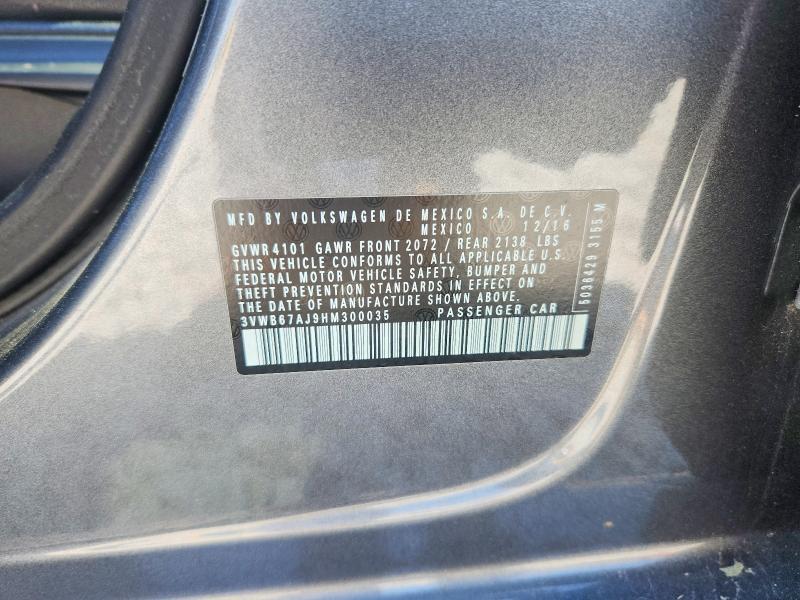 MFD BY VOLKSWAGEN DE MEXICO S.A. DE C.V.
MEXICO 12/16
GVWR 4101 GAWR FRONT 2072 / REAR 2138 LBS
THIS VEHICLE CONFORMS TO ALL APPLICABLE U.S.
FEDERAL MOTOR VEHICLE SAFETY, BUMPER AND
THEFT PREVENTION STANDARDS IN EFFECT ON
THE DATE OF MANUFACTURE SHOWN ABOVE.
3VWB67AJ9HM300035 PASSENGER CAR
5036429 3155 M